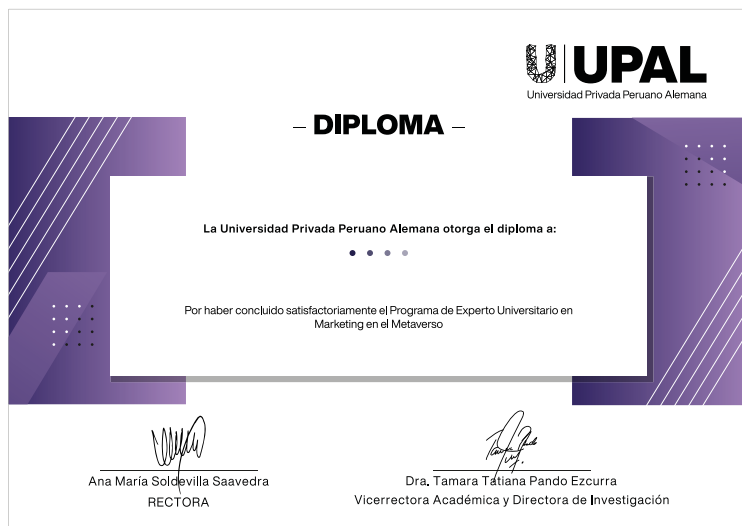 UPAL
Universidad Privada Peruano Alemana
– DIPLOMA –
La Universidad Privada Peruano Alemana otorga el diploma a:
Por haber concluido satisfactoriamente el Programa de Experto Universitario en
Marketing en el Metaverso
Ana María Soldevilla Saavedra
RECTORA
Dra. Tamara Tatiana Pando Ezcurra
Vicerrectora Académica y Directora de Investigación